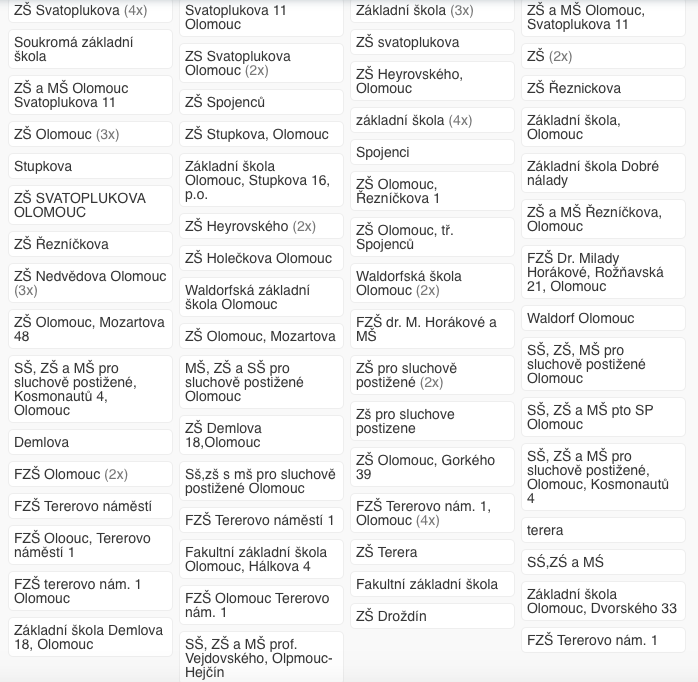 ZŠ Svatoplukova (4x)
Soukromá základní
škola
ZŠ a MŠ Olomouc
Svatoplukova 11
ZŠ Olomouc (3x)
Stupkova
ZŠ SVATOPLUKOVA
OLOMOUC
ZŠ Řezníčkova
ZŠ Nedvědova Olomouc
(3x)
ZŠ Olomouc, Mozartova
48
SŠ, ZŠ a MŠ pro
sluchově postižené,
Kosmonautů 4,
Olomouc
Demlova
FZŠ Olomouc (2x)
FZŠ Tererovo náměstí
FZŠ Oloouc, Tererovo
náměstí 1
FZŠ tererovo nám. 1
Olomouc
Základní škola Demlova
18, Olomouc
Svatoplukova 11
Olomouc
ZŠ Svatoplukova
Olomouc (2x)
ZŠ Spojenců
ZŠ Stupkova, Olomouc
Základní škola
Olomouc, Stupkova 16,
p.o.
ZŠ Heyrovského (2x)
ZŠ Holečkova Olomouc
Waldorfská základní
škola Olomouc
ZŠ Olomouc, Mozartova
MŠ, ZŠ a SŠ pro
sluchově postižené
Olomouc
ZŠ Demlova
18,Olomouc
Sš,zš s mš pro sluchově
postižené Olomouc
FZŠ Tererovo náměstí 1
Fakultní základní škola
Olomouc, Hálkova 4
FZŠ Olomouc Tererovo
nám. 1
SŠ, ZŠ a MŠ prof.
Vejdovského, Olpmouc-
Hejčín
Základní škola (3x)
ZŠ svatoplukova
ZŠ Heyrovského,
Olomouc
základní škola (4x)
Spojenci
ZŠ Olomouc,
Řezníčkova 1
ZŠ Olomouc, tř.
Spojenců
Waldorfská škola
Olomouc (2x)
FZŠ dr. M. Horákové a
MŠ
ZŠ pro sluchově
postižené (2x)
Zš pro sluchove
postizene
ZŠ Olomouc, Gorkého
39
FZŠ Tererovo nám. 1,
Olomouc (4x)
ZŠ Terera
Fakultní základní škola
ZŠ Droždín
ZŠ a MŠ Olomouc,
Svatoplukova 11
ZŠ (2x)
ZŠ Řeznickova
Základní škola,
Olomouc
Základní škola Dobré
nálady
ZŠ a MŠ Řezníčkova,
Olomouc
FZŠ Dr. Milady
Horákové, Rožňavská
21, Olomouc
Waldorf Olomouc
SŠ, ZŠ, MŠ pro
sluchově postižené
Olomouc
SŠ, ZŠ a MŠ pto SP
Olomouc
SŠ, ZŠ a MŠ pro
sluchově postižené,
Olomouc, Kosmonautů
4
terera
SŚ,ZŚ a MŚ
Základní škola
Olomouc, Dvorského 33
FZŠ Tererovo nám. 1